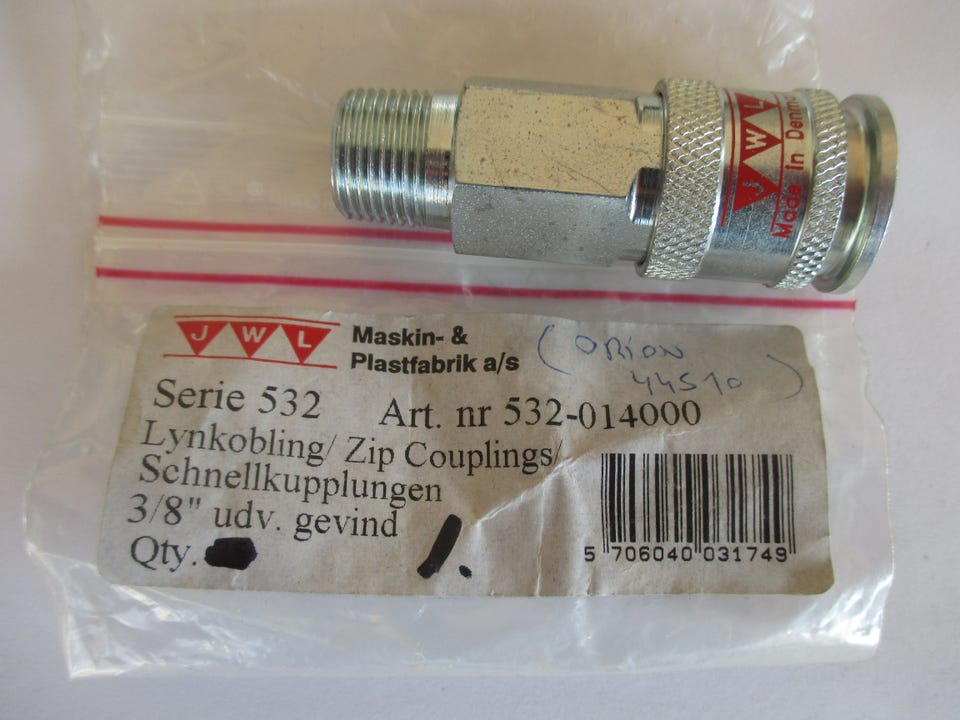 JWL
Made in Denm
JWL Maskin- &
Plastfabrik a/s
(ORION
44510)
Serie 532 Art. nr 532-014000
Lynkobling/ Zip Couplings/
Schnellkupplungen
3/8" udv. gevind
Qty. 1.
5 706040 031749